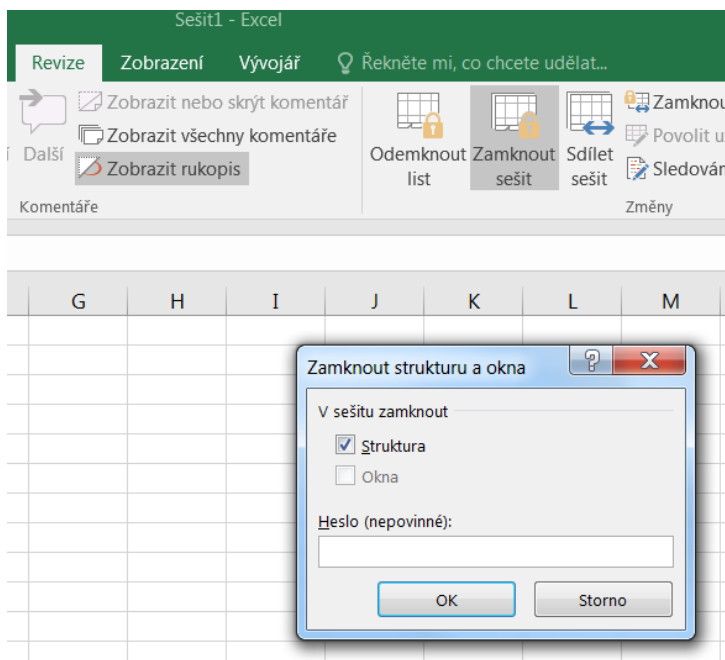 Sešit1 - Excel
Revize Zobrazení Vývojář Řekněte mi, co chcete udělat...
Další
Zobrazit nebo skrýt komentář
Zobrazit všechny komentáře
Zobrazit rukopis
Komentáře
Odemknout list
Zamknout sešit
Sdílet sešit
Zamknou
Povolit u
Sledován
Změny
G H I J K L M
Zamknout strukturu a okna
V sešitu zamknout
Struktura
Okna
Heslo (nepovinné):
OK Storno